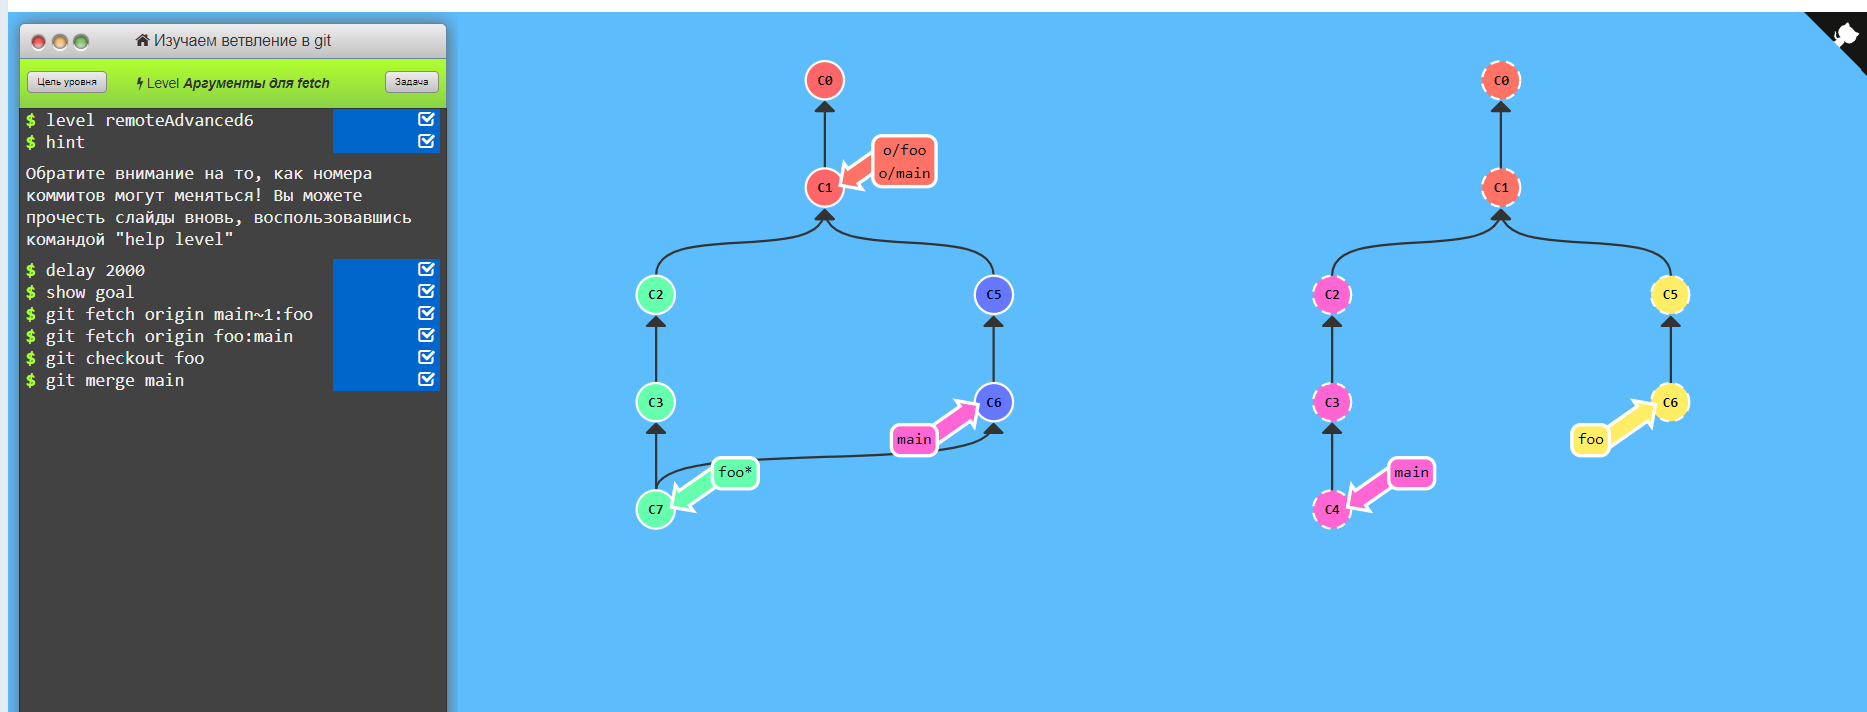 Изучаем ветвление в git
Цель уровня
Level Аргументы для fetch
Задача
$ level remoteAdvanced6
$ hint
Обратите внимание на то, как номера
коммитов могут меняться! Вы можете
прочесть слайды вновь, воспользовавшись
командой "help level"
$ delay 2000
$ show goal
$ git fetch origin main~1:foo
$ git fetch origin foo:main
$ git checkout foo
$ git merge main
C0
o/foo
o/main
C1
C2
C5
C3
C6
main
foo*
C7
C0
C1
C2
C5
C3
C6
foo
main
C4